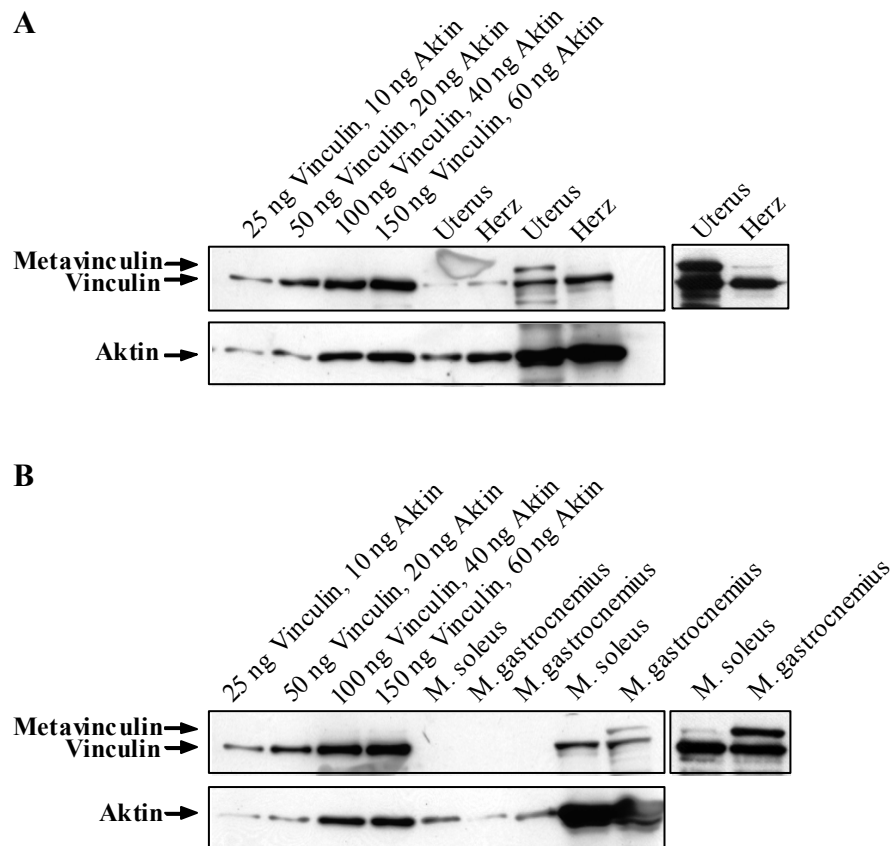 A
25 ng Vinculin, 10 ng Aktin
50 ng Vinculin, 20 ng Aktin
100 ng Vinculin, 40 ng Aktin
150 ng Vinculin, 60 ng Aktin
Uterus
Herz
Uterus
Herz
Uterus
Herz
Metavinculin
Vinculin
Aktin
B
25 ng Vinculin, 10 ng Aktin
50 ng Vinculin, 20 ng Aktin
100 ng Vinculin, 40 ng Aktin
150 ng Vinculin, 60 ng Aktin
M. soleus
M. gastrocnemius
M. gastrocnemius
M. soleus
M. gastrocnemius
M. soleus
M. gastrocnemius
Metavinculin
Vinculin
Aktin